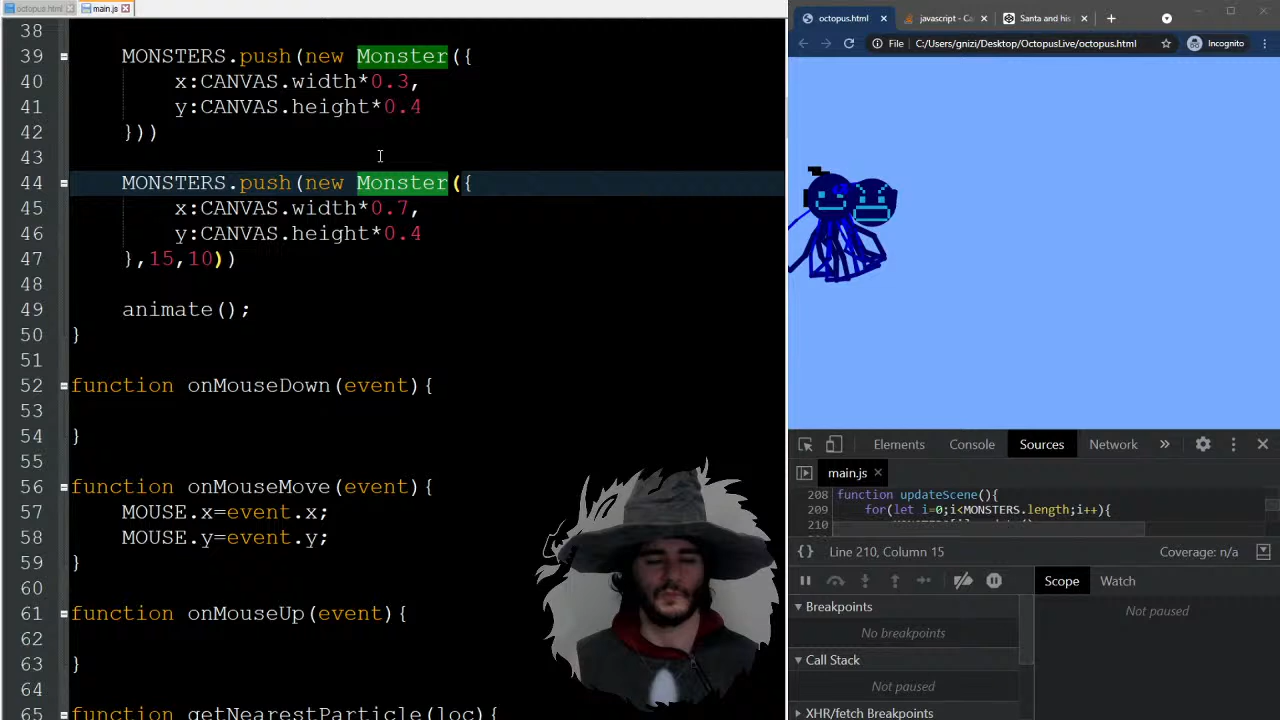 octopus.html
main.js
38
39 MONSTERS.push(new Monster({
40 x:CANVAS.width*0.3,
41 y:CANVAS.height*0.4
42 }))
43
44 MONSTERS.push(new Monster({
45 x:CANVAS.width*0.7,
46 y:CANVAS.height*0.4
47 },15,10))
48
49 animate();
50 }
51
52 function onMouseDown(event){
53
54 }
55
56 function onMouseMove(event){
57 MOUSE.x=event.x;
58 MOUSE.y=event.y;
59 }
60
61 function onMouseUp(event){
62
63 }
64
65 function getNearestParticle(loc){
octopus.html
javascript - Ca
Santa and his
File
C:/Users/gnizi/Desktop/OctopusLive/octopus.html
Incognito
Elements Console Sources Network
main.js
208 function updateScene(){
209 for(let i=0;i<MONSTERS.length;i++){
210
{} Line 210, Column 15
Coverage: n/a
Scope Watch
Breakpoints
No breakpoints
Call Stack
Not paused
XHR/fetch Breakpoints
Not paused